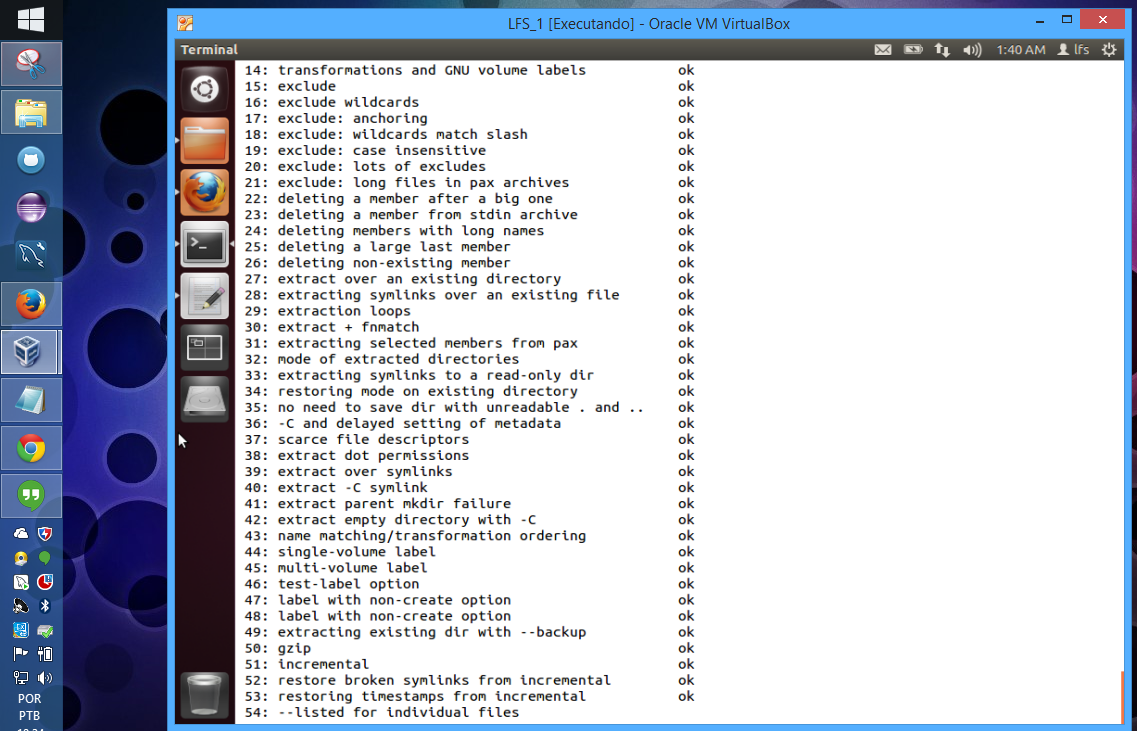 LFS_1 [Executando] - Oracle VM VirtualBox
Terminal 1:40 AM lfs
14: transformations and GNU volume labels ok
15: exclude ok
16: exclude wildcards ok
17: exclude: anchoring ok
18: exclude: wildcards match slash ok
19: exclude: case insensitive ok
20: exclude: lots of excludes ok
21: exclude: long files in pax archives ok
22: deleting a member after a big one ok
23: deleting a member from stdin archive ok
24: deleting members with long names ok
25: deleting a large last member ok
26: deleting non-existing member ok
27: extract over an existing directory ok
28: extracting symlinks over an existing file ok
29: extraction loops ok
30: extract + fnmatch ok
31: extracting selected members from pax ok
32: mode of extracted directories ok
33: extracting symlinks to a read-only dir ok
34: restoring mode on existing directory ok
35: no need to save dir with unreadable . and .. ok
36: -C and delayed setting of metadata ok
37: scarce file descriptors ok
38: extract dot permissions ok
39: extract over symlinks ok
40: extract -C symlink ok
41: extract parent mkdir failure ok
42: extract empty directory with -C ok
43: name matching/transformation ordering ok
44: single-volume label ok
45: multi-volume label ok
46: test-label option ok
47: label with non-create option ok
48: label with non-create option ok
49: extracting existing dir with --backup ok
50: gzip ok
51: incremental ok
52: restore broken symlinks from incremental ok
53: restoring timestamps from incremental ok
54: --listed for individual files
POR
PTB